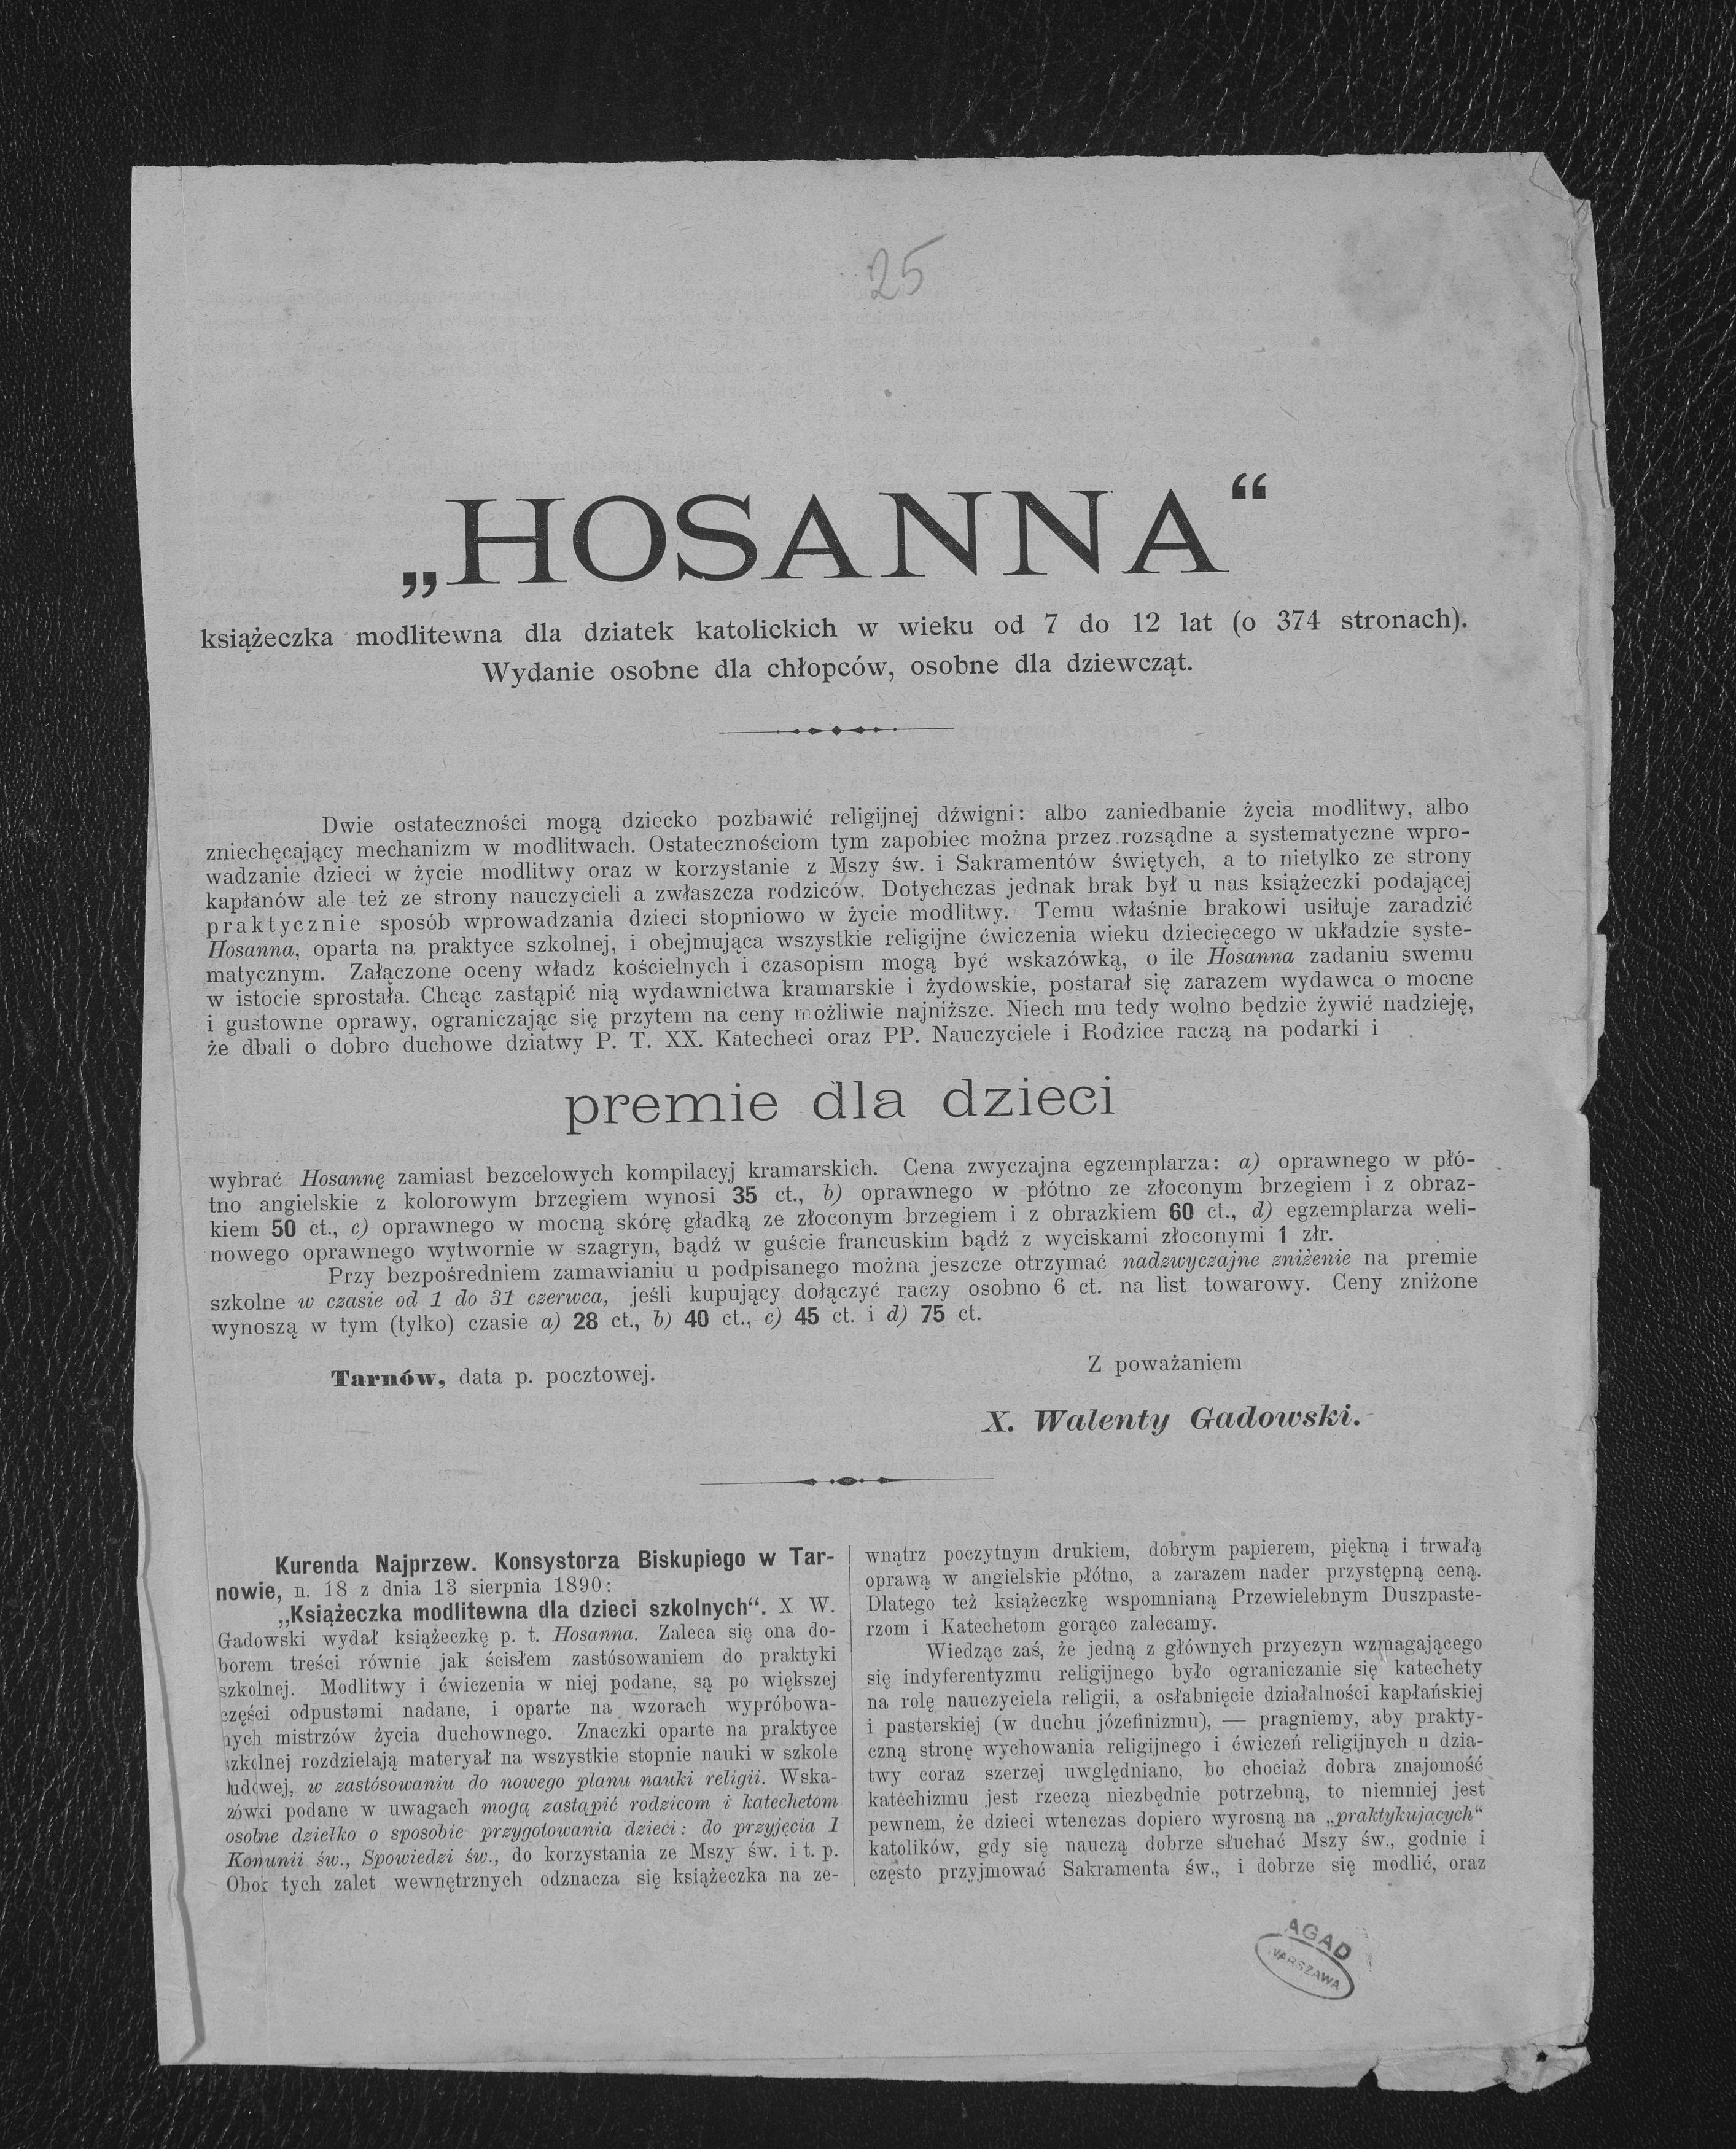 25
„HOSANNA“
książeczka modlitewna dla dziatek katolickich w wieku od 7 do 12 lat (o 374 stronach).
Wydanie osobne dla chłopców, osobne dla dziewcząt.
Dwie ostateczności mogą dziecko pozbawić religijnej dźwigni: albo zaniedbanie życia modlitwy, albo
zniechęcający mechanizm w modlitwach. Ostatecznościom tym zapobiec można przez rozsądne a systematyczne wpro-
wadzanie dzieci w życie modlitwy oraz w korzystanie z Mszy św. i Sakramentów świętych, a to nietylko ze strony
kapłanów ale też ze strony nauczycieli a zwłaszcza rodziców. Dotychczas jednak brak był u nas książeczki podającej
praktycznie sposób wprowadzania dzieci stopniowo w życie modlitwy. Temu właśnie brakowi usiłuje zaradzić
Hosanna, oparta na praktyce szkolnej, i obejmująca wszystkie religijne ćwiczenia wieku dziecięcego w układzie syste-
matycznym. Załączone oceny władz kościelnych i czasopism mogą być wskazówką, o ile Hosanna zadaniu swemu
w istocie sprostała. Chcąc zastąpić nią wydawnictwa kramarskie i żydowskie, postarał się zarazem wydawca o mocne
i gustowne oprawy, ograniczając się przytem na ceny możliwie najniższe. Niech mu tedy wolno będzie żywić nadzieję,
że dbali o dobro duchowe dziatwy P. T. XX. Katecheci oraz PP. Nauczyciele i Rodzice raczą na podarki i
premie dla dzieci
wybrać Hosannę zamiast bezcelowych kompilacyj kramarskich. Cena zwyczajna egzemplarza: a) oprawnego w płó-
tno angielskie z kolorowym brzegiem wynosi 35 ct., b) oprawnego w płótno ze złoconym brzegiem i z obraz-
kiem 50 ct., c) oprawnego w mocną skórę gładką ze złoconym brzegiem i z obrazkiem 60 ct., d) egzemplarza weli-
nowego oprawnego wytwornie w szagryn, bądź w guście francuskim bądź z wyciskami złoconymi 1 złr.
Przy bezpośredniem zamawianiu u podpisanego można jeszcze otrzymać nadzwyczajne zniżenie na premie
szkolne w czasie od 1 do 31 czerwca, jeśli kupujący dołączyć raczy osobno 6 ct. na list towarowy. Ceny zniżone
wynoszą w tym (tylko) czasie a) 28 ct., b) 40 ct., c) 45 ct. i d) 75 ct.
Tarnów, data p. pocztowej.
Z poważaniem
X. Walenty Gadowski.
Kurenda Najprzew. Konsystorza Biskupiego w Tar-
nowie, n. 18 z dnia 13 sierpnia 1890:
„Książeczka modlitewna dla dzieci szkolnych“. X W.
Gadowski wydał książeczkę p. t. Hosanna. Zaleca się ona do-
borem treści równie jak ścisłem zastósowaniem do praktyki
szkolnej. Modlitwy i ćwiczenia w niej podane, są po większej
części odpustami nadane, i oparte na wzorach wypróbowa-
nych mistrzów życia duchownego. Znaczki oparte na praktyce
szkolnej rozdzielają materyał na wszystkie stopnie nauki w szkole
ludowej, w zastósowaniu do nowego planu nauki religii. Wska-
zówki podane w uwagach mogą zastąpić rodzicom i katechetom
osobne dziełko o sposobie przygotowania dzieci: do przyjęcia I
Komunii św., Spowiedzi św., do korzystania ze Mszy św. i t. p.
Obok tych zalet wewnętrznych odznacza się książeczka na ze-
wnątrz poczytnym drukiem, dobrym papierem, piękną i trwałą
oprawą w angielskie płótno, a zarazem nader przystępną ceną.
Dlatego też książeczkę wspomnianą Przewielebnym Duszpaste-
rzom i Katechetom gorąco zalecamy.
Wiedząc zaś, że jedną z głównych przyczyn wzmagającego
się indyferentyzmu religijnego było ograniczanie się katechety
na rolę nauczyciela religii, a osłabnięcie działalności kapłańskiej
i pasterskiej (w duchu józefinizmu), — pragniemy, aby prakty-
czną stronę wychowania religijnego i ćwiczeń religijnych u dzia-
twy coraz szerzej uwględniano, bo chociaż dobra znajomość
katechizmu jest rzeczą niezbędnie potrzebną, to niemniej jest
pewnem, że dzieci wtenczas dopiero wyrosną na „praktykujących“
katolików, gdy się nauczą dobrze słuchać Mszy św., godnie i
często przyjmować Sakramenta św., i dobrze się modlić, oraz
AGAD
WARSZAWA